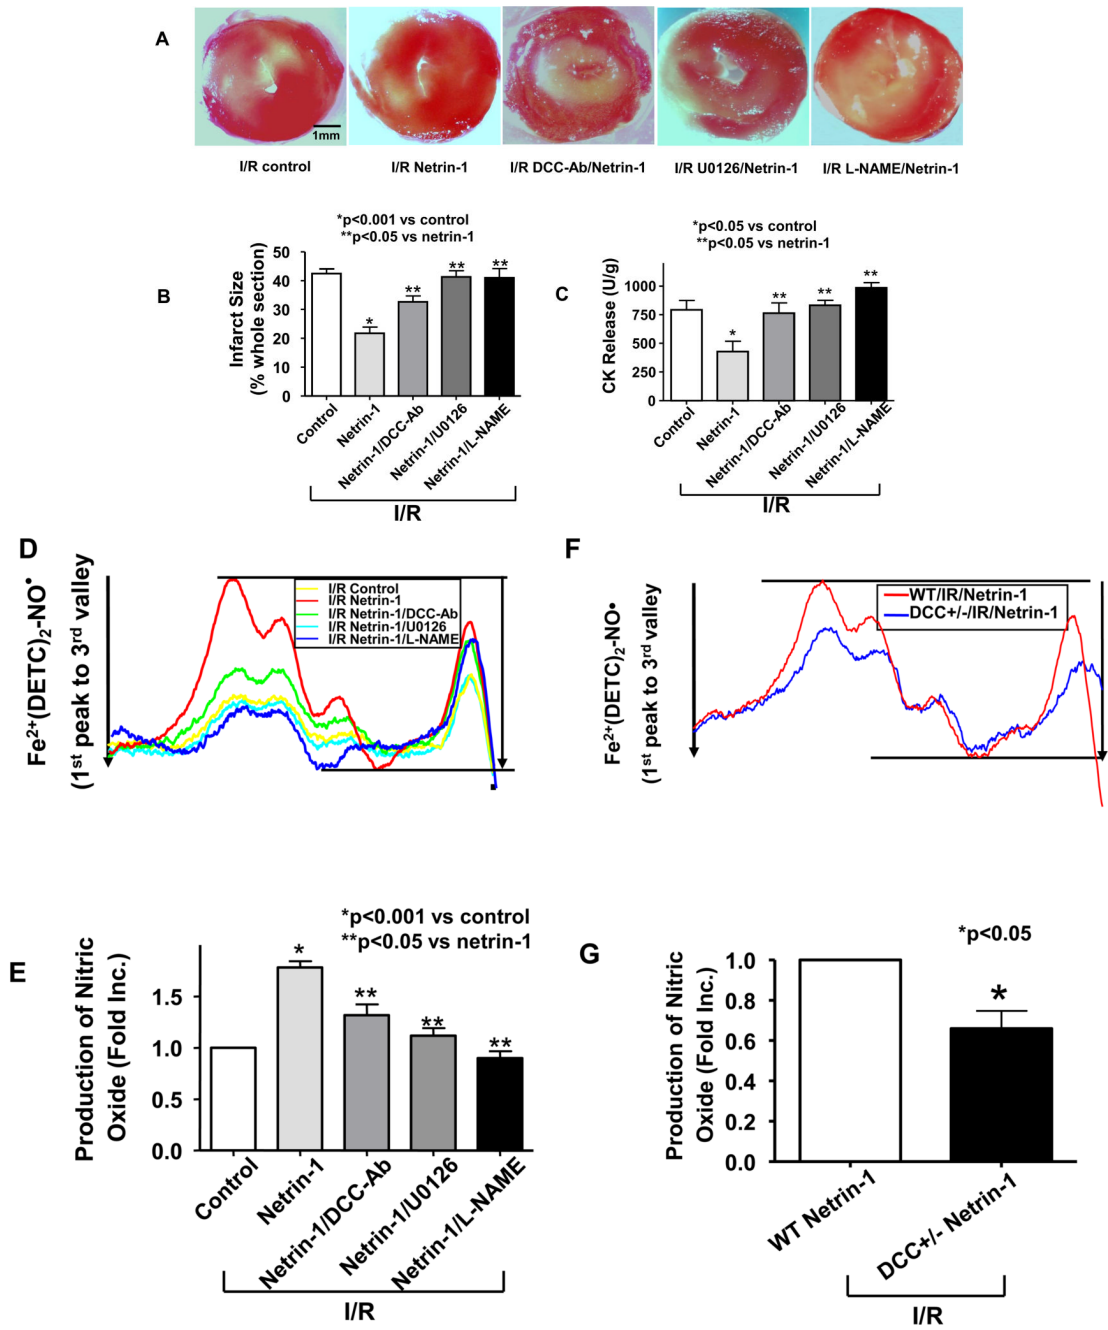 A
1mm
I/R control
I/R Netrin-1
I/R DCC-Ab/Netrin-1
I/R U0126/Netrin-1
I/R L-NAME/Netrin-1
B
*p<0.001 vs control
**p<0.05 vs netrin-1
Infarct Size
(% whole section)
50
40
30
20
10
0
*
**
**
**
Control
Netrin-1
Netrin-1/DCC-Ab
Netrin-1/U0126
Netrin-1/L-NAME
I/R
C
*p<0.05 vs control
**p<0.05 vs netrin-1
CK Release (U/g)
1000
750
500
250
0
*
**
**
**
Control
Netrin-1
Netrin-1/DCC-Ab
Netrin-1/U0126
Netrin-1/L-NAME
I/R
D
Fe²⁺(DETC)₂-NO•
(1st peak to 3rd valley
I/R Control
I/R Netrin-1
I/R Netrin-1/DCC-Ab
I/R Netrin-1/U0126
I/R Netrin-1/L-NAME
F
Fe²⁺(DETC)₂-NO•
(1st peak to 3rd valley
WT/IR/Netrin-1
DCC+/-/IR/Netrin-1
E
*p<0.001 vs control
**p<0.05 vs netrin-1
Production of Nitric
Oxide (Fold Inc.)
1.5
1.0
0.5
0.0
*
**
**
**
Control
Netrin-1
Netrin-1/DCC-Ab
Netrin-1/U0126
Netrin-1/L-NAME
I/R
G
*p<0.05
Production of Nitric
Oxide (Fold Inc.)
1.0
0.8
0.6
0.4
0.2
0.0
*
WT Netrin-1
DCC+/- Netrin-1
I/R